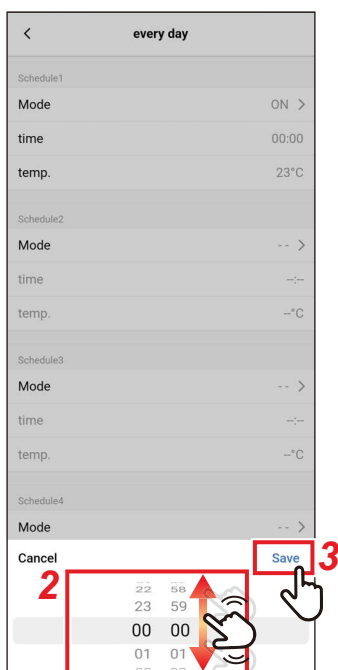 every day
Schedule1
Mode ON
time 00:00
temp. 23°C
Schedule2
Mode --
time --:--
temp. --°C
Schedule3
Mode --
time --:--
temp. --°C
Schedule4
Mode --
Cancel Save 3
2
22 58
23 59
00 00
01 01